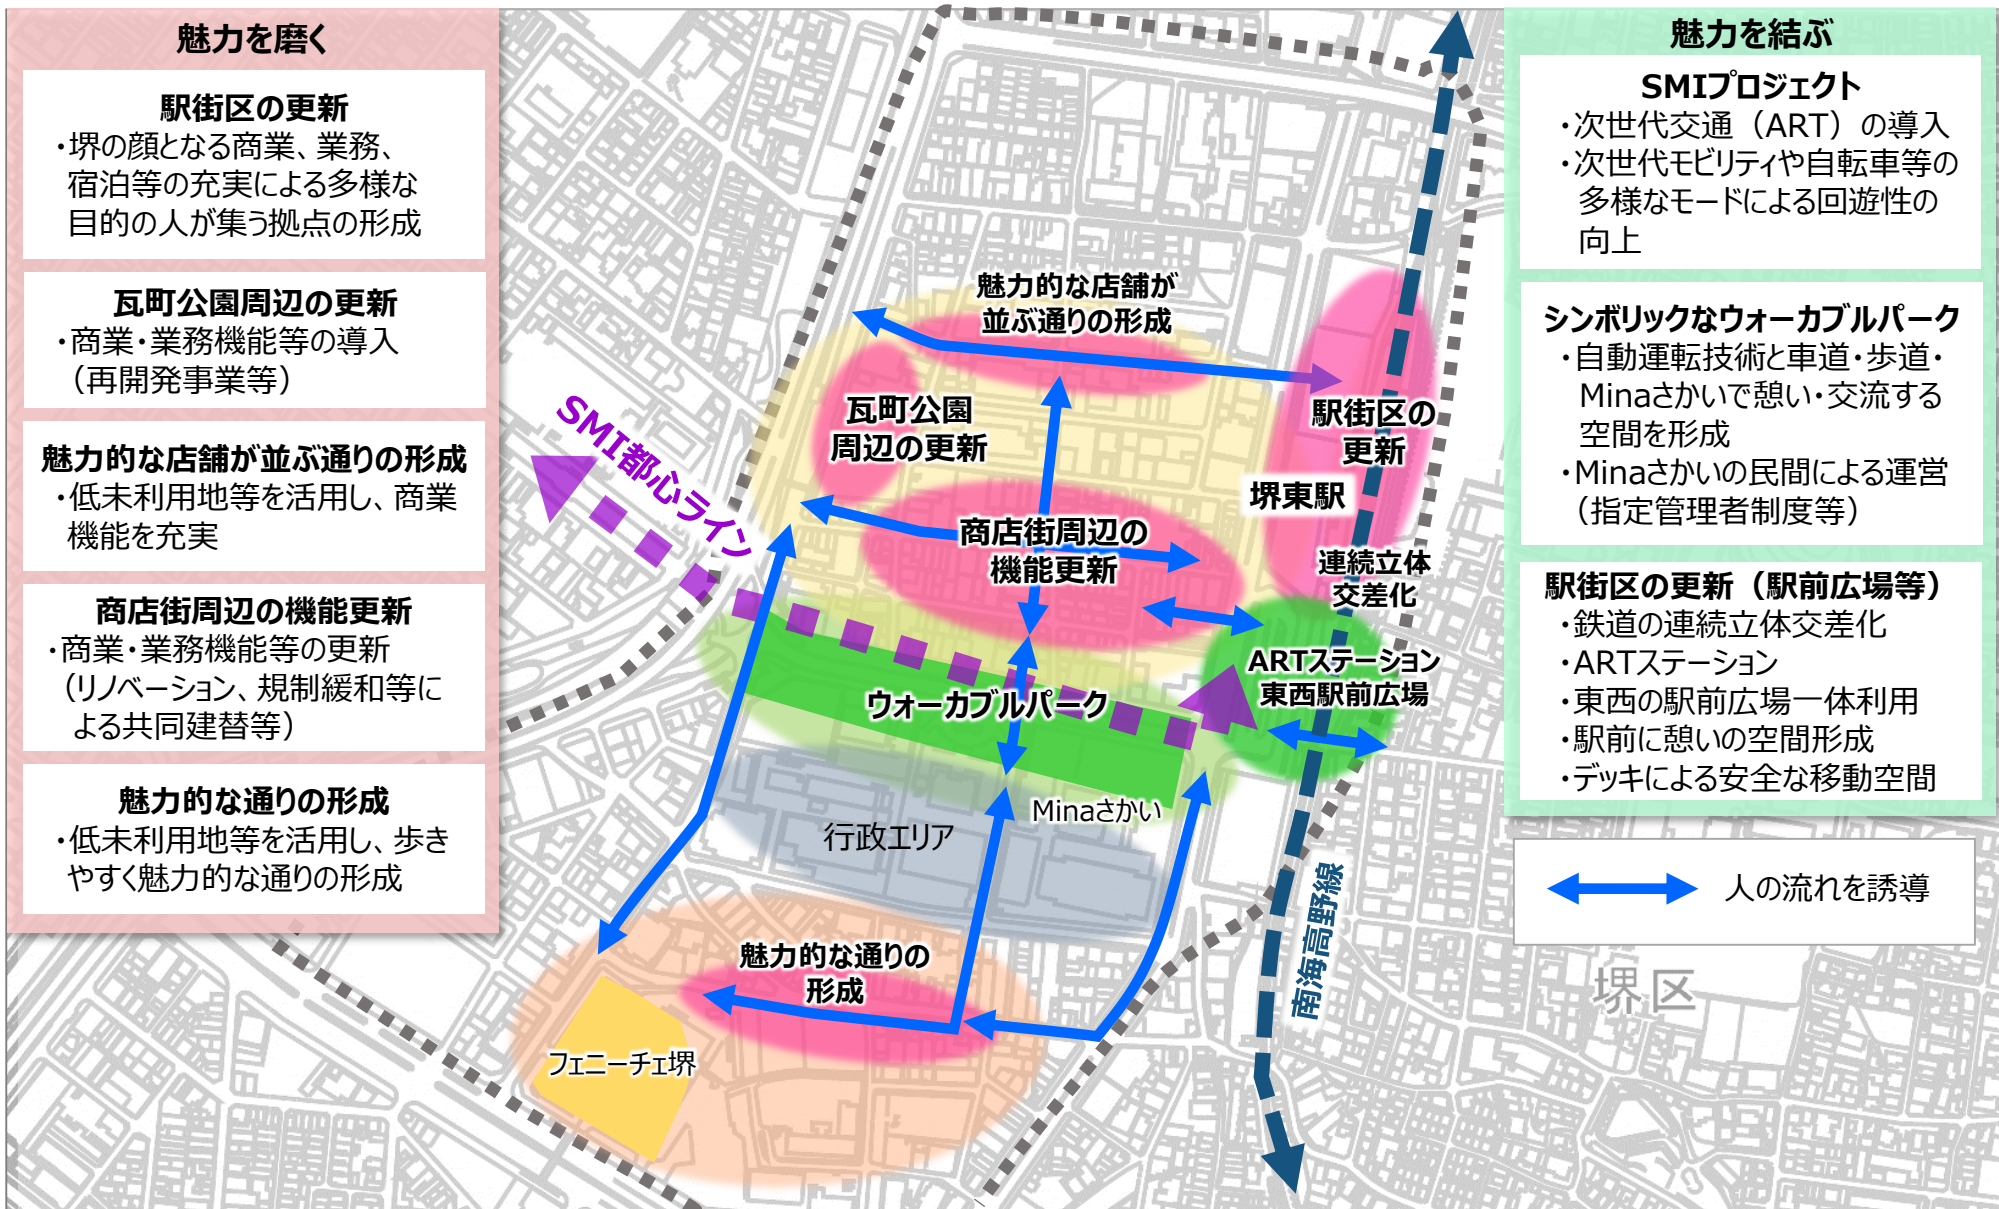 魅力を磨く
駅街区の更新
・堺の顔となる商業、業務、
宿泊等の充実による多様な
目的の人が集う拠点の形成
瓦町公園周辺の更新
・商業・業務機能等の導入
（再開発事業等）
魅力的な店舗が並ぶ通りの形成
・低未利用地等を活用し、商業
機能を充実
商店街周辺の機能更新
・商業・業務機能等の更新
（リノベーション、規制緩和等に
よる共同建替等）
魅力的な通りの形成
・低未利用地等を活用し、歩き
やすく魅力的な通りの形成
魅力的な店舗が
並ぶ通りの形成
瓦町公園
周辺の更新
駅街区の
更新
堺東駅
SMI都心ライン
商店街周辺の
機能更新
連続立体
交差化
ARTステーション
東西駅前広場
ウォーカブルパーク
Minaさかい
行政エリア
魅力的な通りの
形成
フェニーチェ堺
南海高野線
堺区
魅力を結ぶ
SMIプロジェクト
・次世代交通（ART）の導入
・次世代モビリティや自転車等の
多様なモードによる回遊性の
向上
シンボリックなウォーカブルパーク
・自動運転技術と車道・歩道・
Minaさかいで憩い・交流する
空間を形成
・Minaさかいの民間による運営
（指定管理者制度等）
駅街区の更新（駅前広場等）
・鉄道の連続立体交差化
・ARTステーション
・東西の駅前広場一体利用
・駅前に憩いの空間形成
・デッキによる安全な移動空間
人の流れを誘導